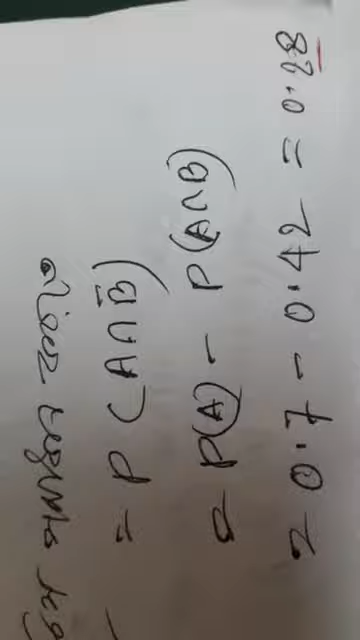 = P(A∩B̄)
= P(A) - P(A∩B)
= 0.7 - 0.42 = 0.28